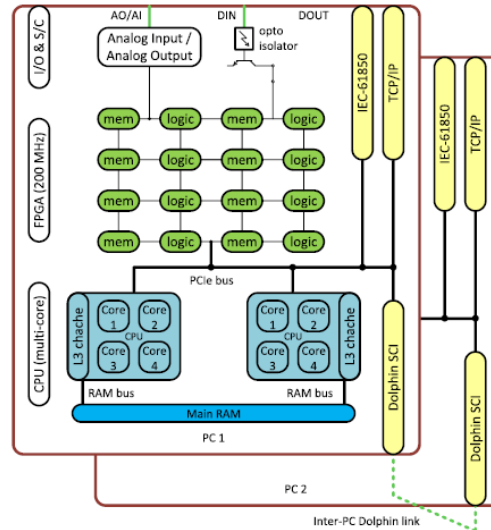 AO/AI
DIN
DOUT
I/O & S/C
Analog Input /
Analog Output
opto
isolator
IEC-61850
TCP/IP
IEC-61850
TCP/IP
FPGA (200 MHz)
mem
logic
mem
logic
mem
logic
mem
logic
mem
logic
mem
logic
mem
logic
mem
logic
PCIe bus
CPU (multi-core)
L3 chache
Core
1
Core
2
CPU
Core
3
Core
4
Core
1
Core
2
CPU
Core
3
Core
4
L3 chache
Dolphin SCI
Dolphin SCI
RAM bus
RAM bus
Main RAM
PC 1
PC 2
Inter-PC Dolphin link